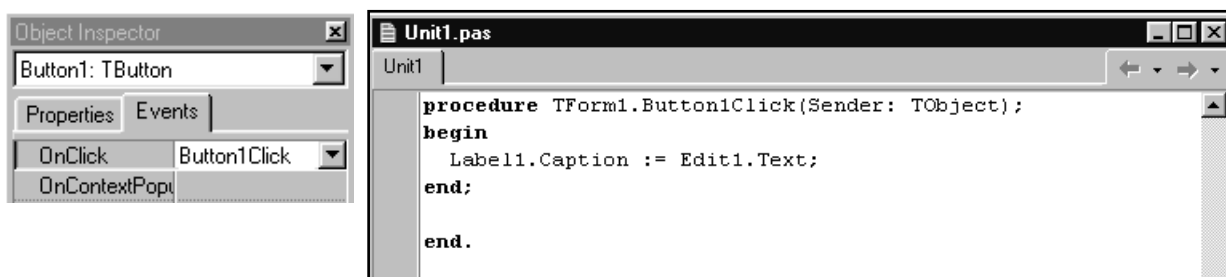 Object Inspector
Button1: TButton
Properties Events
OnClick Button1Click
OnContextPopu
Unit1.pas
Unit1
procedure TForm1.Button1Click(Sender: TObject);
begin
Label1.Caption := Edit1.Text;
end;
end.